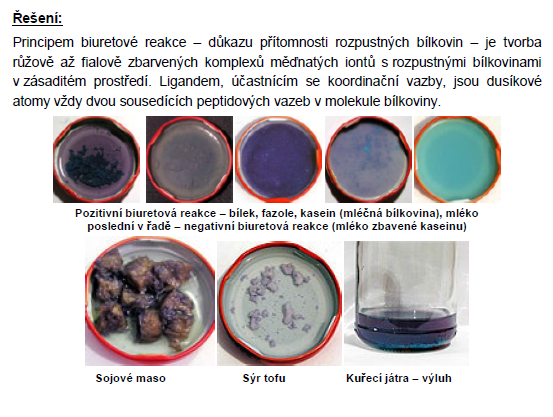 Řešení:
Principem biuretové reakce – důkazu přítomnosti rozpustných bílkovin – je tvorba
růžově až fialově zbarvených komplexů měďnatých iontů s rozpustnými bílkovinami
v zásaditém prostředí. Ligandem, účastnícím se koordinační vazby, jsou dusíkové
atomy vždy dvou sousedících peptidových vazeb v molekule bílkoviny.
Pozitivní biuretová reakce – bílek, fazole, kasein (mléčná bílkovina), mléko
poslední v řadě – negativní biuretová reakce (mléko zbavené kaseinu)
Sojové maso
Sýr tofu
Kuřecí játra – výluh